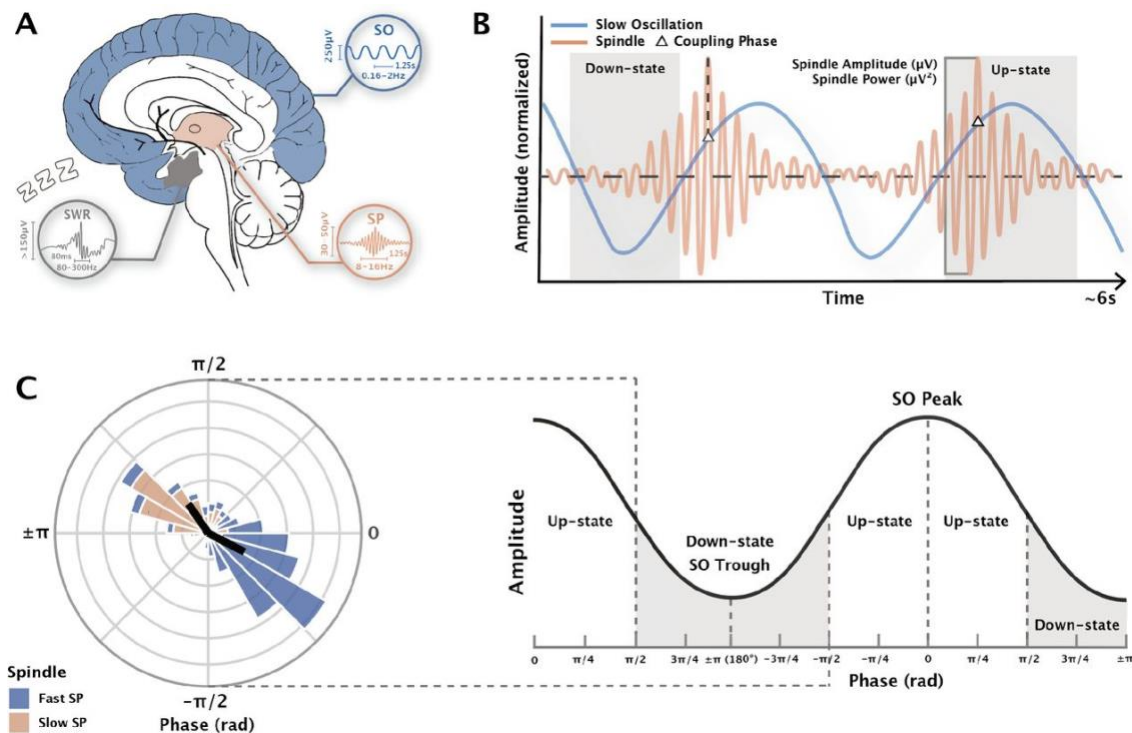 A
SO
250μV
1.25s
0.16–2Hz
ZZZ
SWR
>150μV
80ms
80–300Hz
SP
30–50μV
125s
8–16Hz
B
Slow Oscillation
Spindle △ Coupling Phase
Down-state
Spindle Amplitude (μV)
Spindle Power (μV²)
Up-state
Amplitude (normalized)
Time
~6s
C
π/2
±π
0
-π/2
Phase (rad)
Spindle
Fast SP
Slow SP
SO Peak
Amplitude
Up-state
Down-state
SO Trough
Up-state
Up-state
Down-state
0 π/4 π/2 3π/4 ±π (180°) -3π/4 -π/2 -π/4 0 π/4 π/2 3π/4 ±π
Phase (rad)